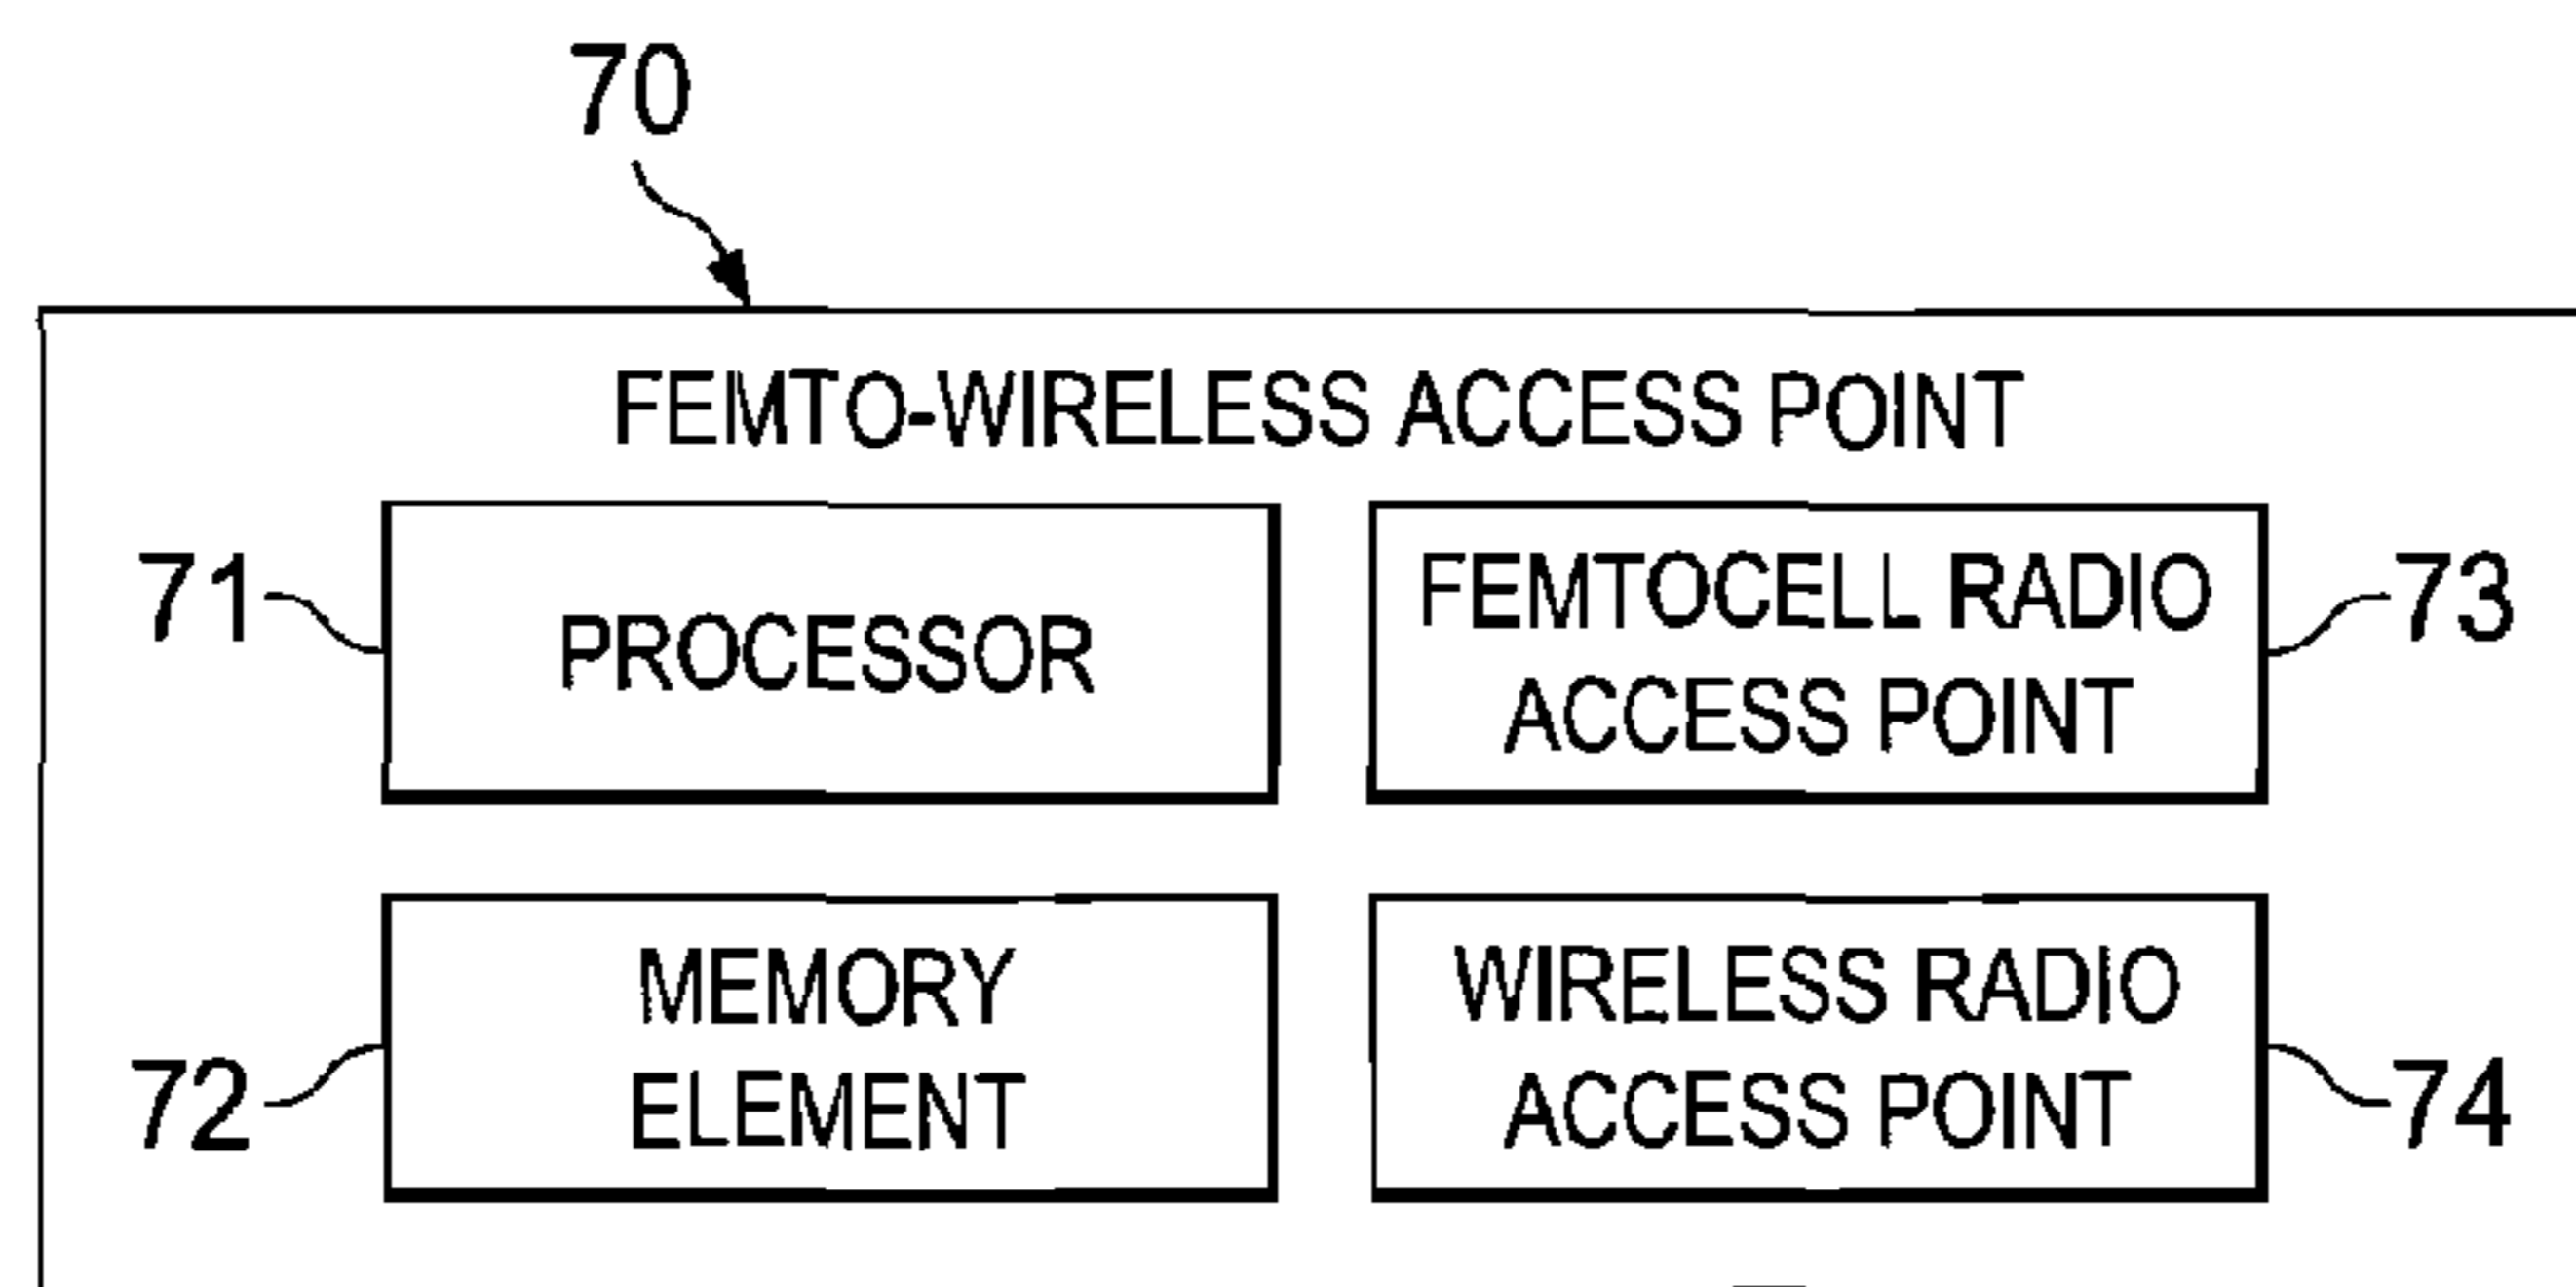 70
FEMTO-WIRELESS ACCESS POINT
71
PROCESSOR
FEMTOCELL RADIO
ACCESS POINT
73
72
MEMORY
ELEMENT
WIRELESS RADIO
ACCESS POINT
74